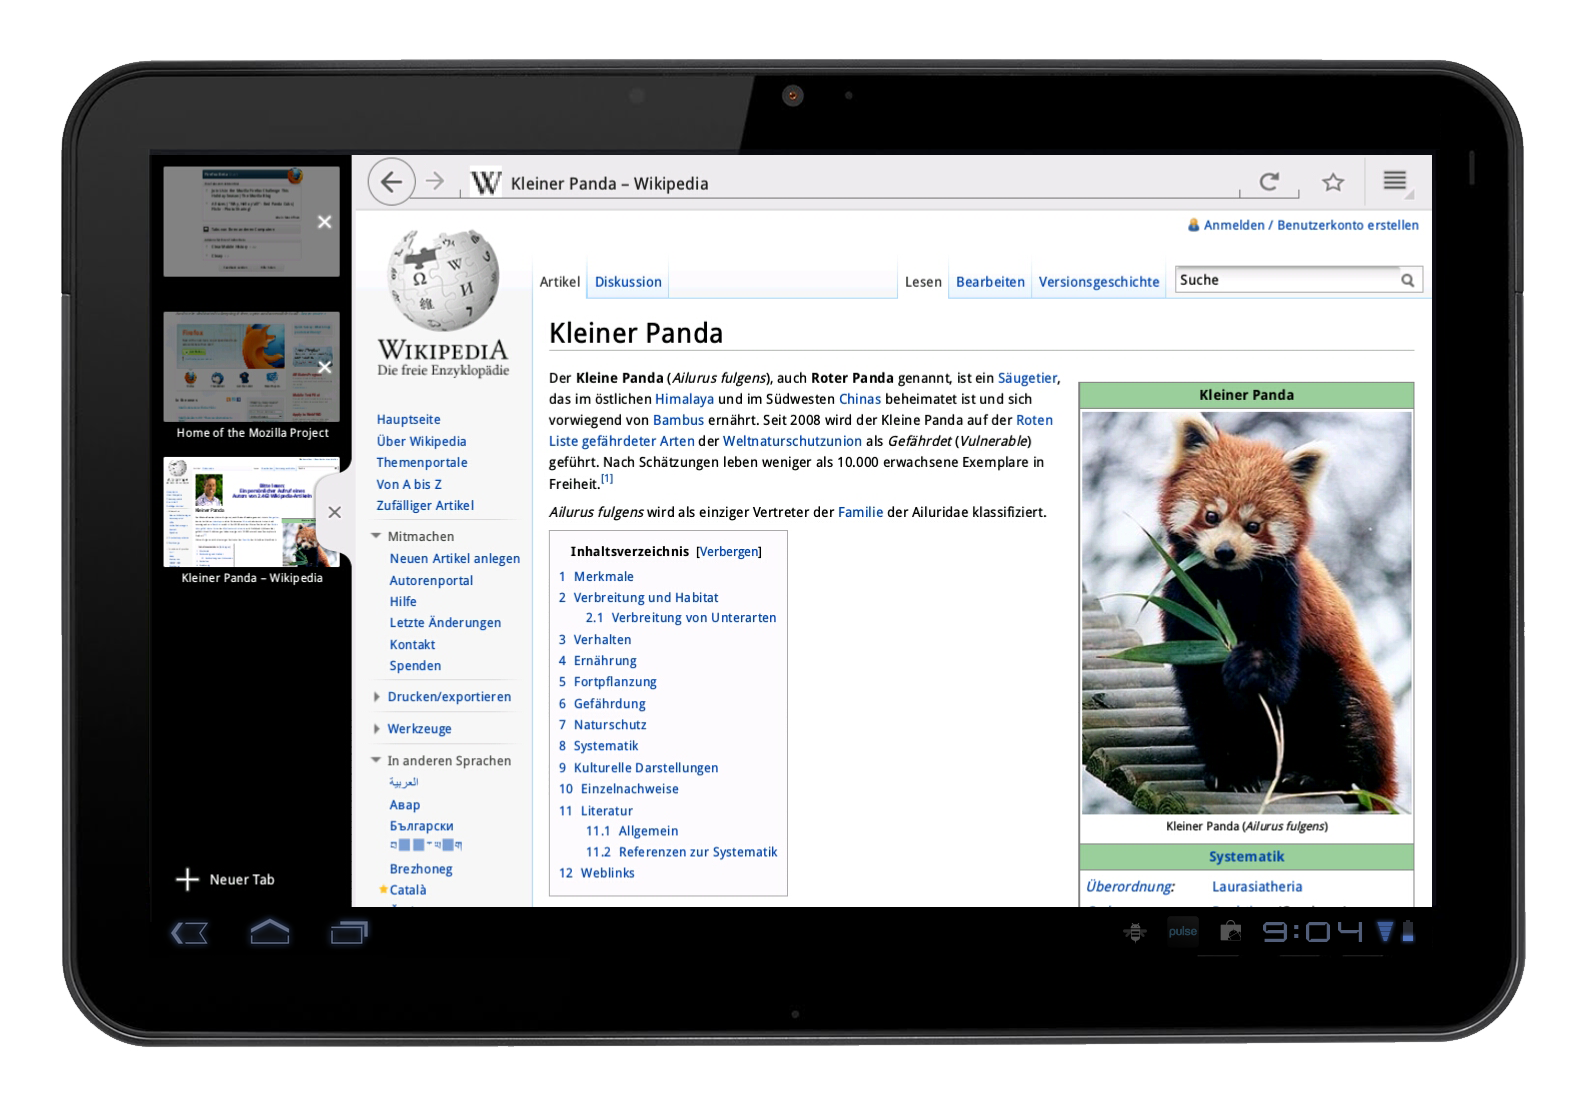 Kleiner Panda – Wikipedia
Anmelden / Benutzerkonto erstellen
Artikel Diskussion Lesen Bearbeiten Versionsgeschichte Suche
Home of the Mozilla Project
Kleiner Panda – Wikipedia
Neuer Tab
WIKIPEDIA
Die freie Enzyklopädie
Hauptseite
Über Wikipedia
Themenportale
Von A bis Z
Zufälliger Artikel
Mitmachen
Neuen Artikel anlegen
Autorenportal
Hilfe
Letzte Änderungen
Kontakt
Spenden
Drucken/exportieren
Werkzeuge
In anderen Sprachen
العربية
Авар
Български
Brezhoneg
Català
Kleiner Panda
Der Kleine Panda (Ailurus fulgens), auch Roter Panda genannt, ist ein Säugetier,
das im östlichen Himalaya und im Südwesten Chinas beheimatet ist und sich
vorwiegend von Bambus ernährt. Seit 2008 wird der Kleine Panda auf der Roten
Liste gefährdeter Arten der Weltnaturschutzunion als Gefährdet (Vulnerable)
geführt. Nach Schätzungen leben weniger als 10.000 erwachsene Exemplare in
Freiheit.[1]
Ailurus fulgens wird als einziger Vertreter der Familie der Ailuridae klassifiziert.
Inhaltsverzeichnis [Verbergen]
1 Merkmale
2 Verbreitung und Habitat
2.1 Verbreitung von Unterarten
3 Verhalten
4 Ernährung
5 Fortpflanzung
6 Gefährdung
7 Naturschutz
8 Systematik
9 Kulturelle Darstellungen
10 Einzelnachweise
11 Literatur
11.1 Allgemein
11.2 Referenzen zur Systematik
12 Weblinks
Kleiner Panda
Kleiner Panda (Ailurus fulgens)
Systematik
Überordnung: Laurasiatheria
pulse
9:04